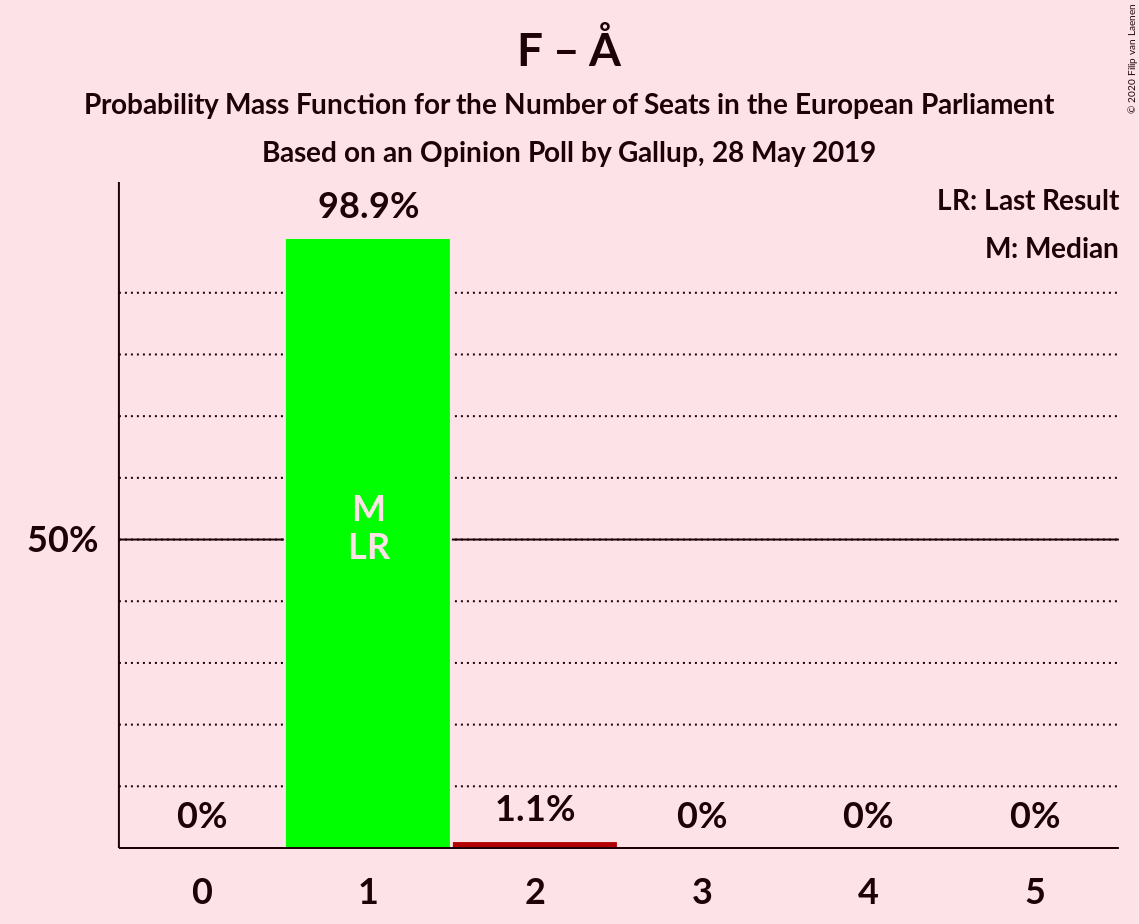 F – Å
Probability Mass Function for the Number of Seats in the European Parliament
Based on an Opinion Poll by Gallup, 28 May 2019
© 2020 Filip van Laenen
LR: Last Result
M: Median
98.9%
M
LR
50%
0%
1.1%
0%
0%
0%
0
1
2
3
4
5